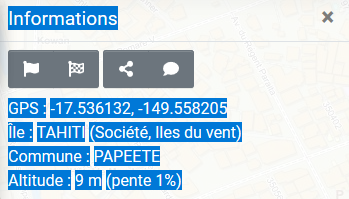 Informations
GPS : -17.536132, -149.558205
Île : TAHITI (Société, Iles du vent)
Commune : PAPEETE
Altitude : 9 m (pente 1%)